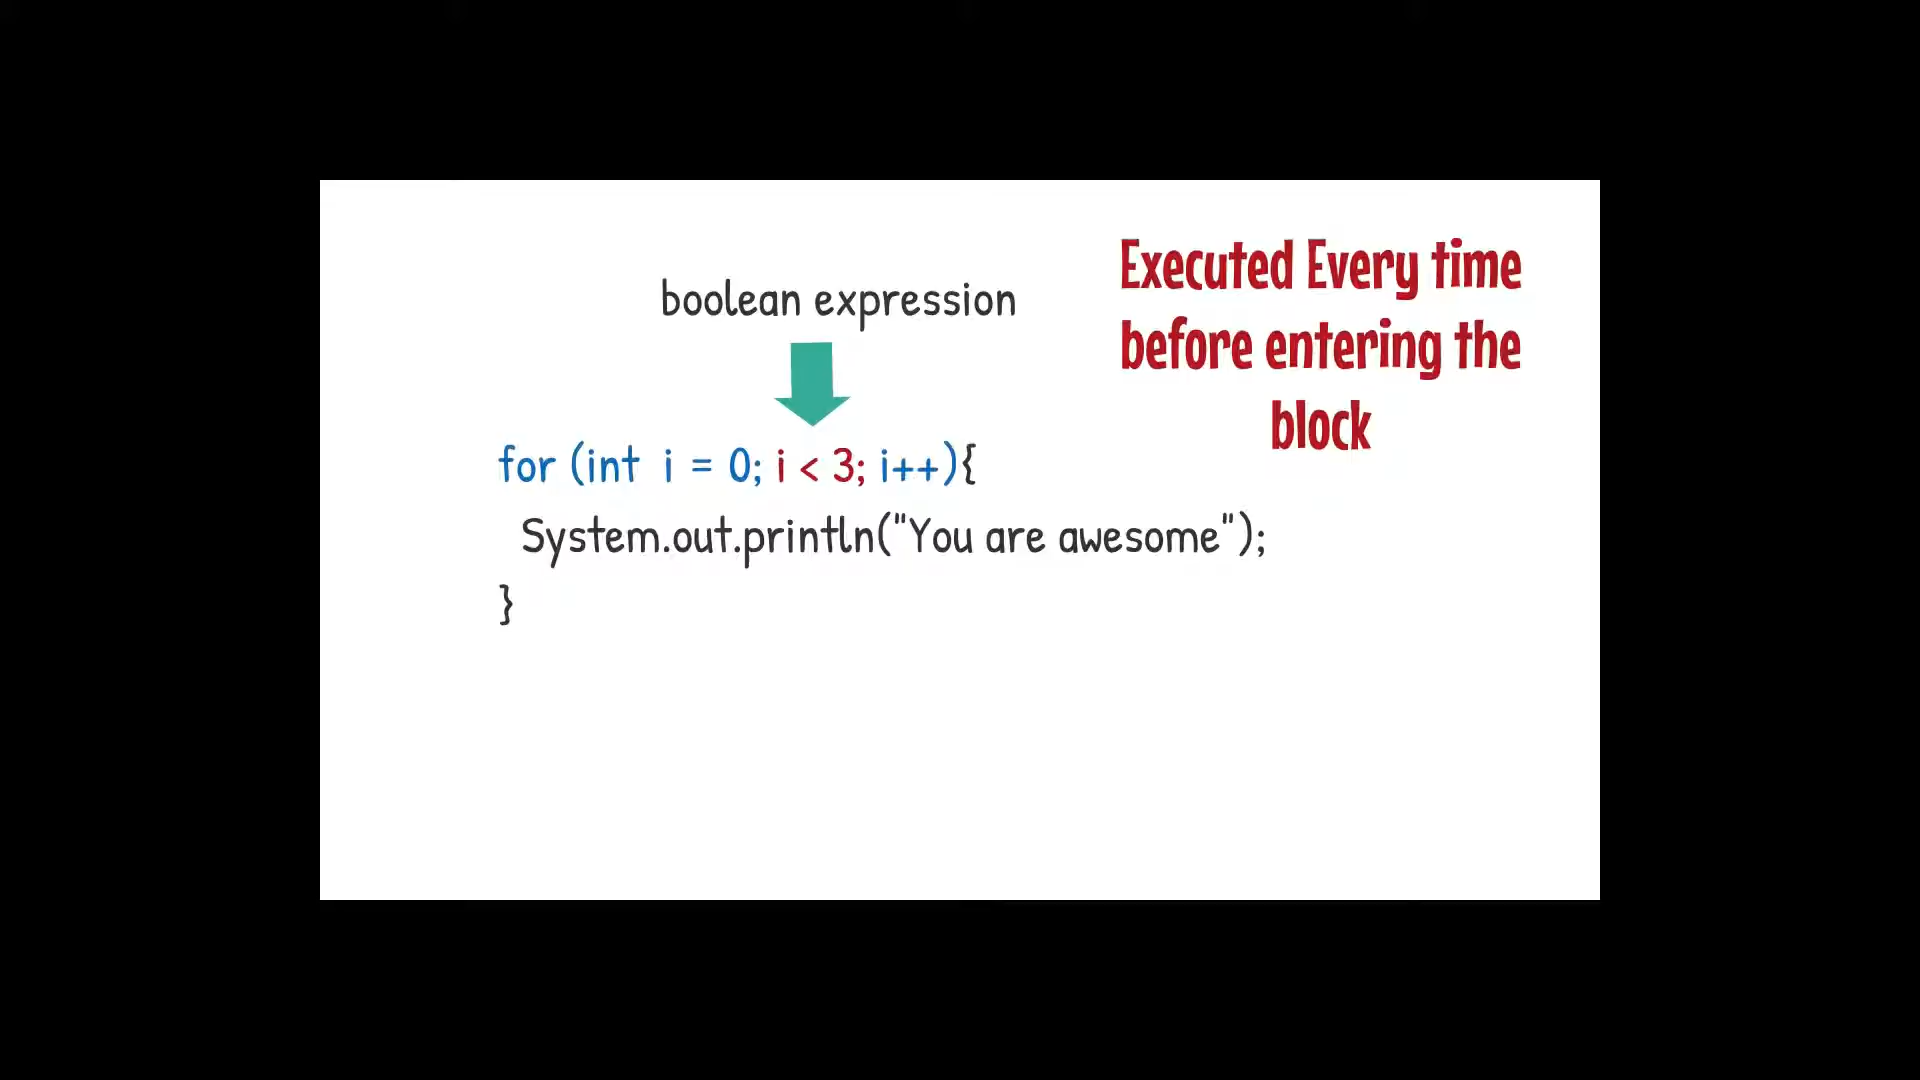 boolean expression
Executed Every time
before entering the
block
for (int i = 0; i < 3; i++){
System.out.println("You are awesome");
}